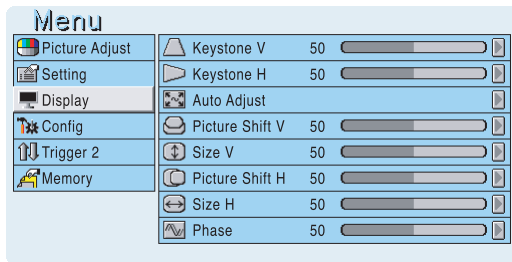 Menu
Picture Adjust
Setting
Display
Config
Trigger 2
Memory
Keystone V 50
Keystone H 50
Auto Adjust
Picture Shift V 50
Size V 50
Picture Shift H 50
Size H 50
Phase 50